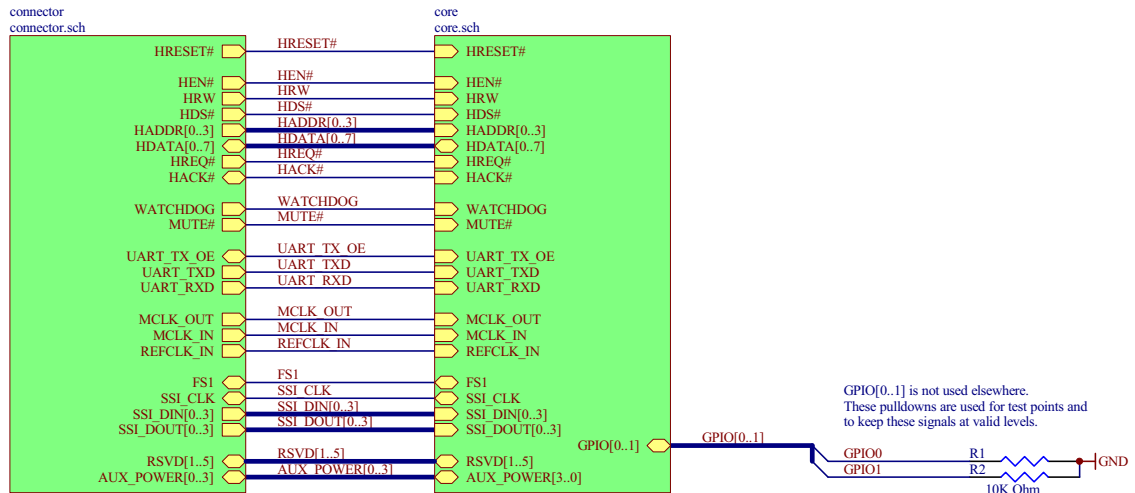 connector
connector.sch
core
core.sch
HRESET# HRESET# HRESET#
HEN# HEN# HEN#
HRW HRW HRW
HDS# HDS# HDS#
HADDR[0..3] HADDR[0..3] HADDR[0..3]
HDATA[0..7] HDATA[0..7] HDATA[0..7]
HREQ# HREQ# HREQ#
HACK# HACK# HACK#
WATCHDOG WATCHDOG WATCHDOG
MUTE# MUTE# MUTE#
UART_TX_OE UART_TX_OE UART_TX_OE
UART_TXD UART_TXD UART_TXD
UART_RXD UART_RXD UART_RXD
MCLK_OUT MCLK_OUT MCLK_OUT
MCLK_IN MCLK_IN MCLK_IN
REFCLK_IN REFCLK_IN REFCLK_IN
FS1 FS1 FS1
SSI_CLK SSI_CLK SSI_CLK
SSI_DIN[0..3] SSI_DIN[0..3] SSI_DIN[0..3]
SSI_DOUT[0..3] SSI_DOUT[0..3] SSI_DOUT[0..3]
RSVD[1..5] RSVD[1..5] RSVD[1..5]
AUX_POWER[0..3] AUX_POWER[0..3] AUX_POWER[3..0]
GPIO[0..1] is not used elsewhere.
These pulldowns are used for test points and
to keep these signals at valid levels.
GPIO[0..1] GPIO[0..1]
GPIO0 R1
GPIO1 R2
GND
10K Ohm